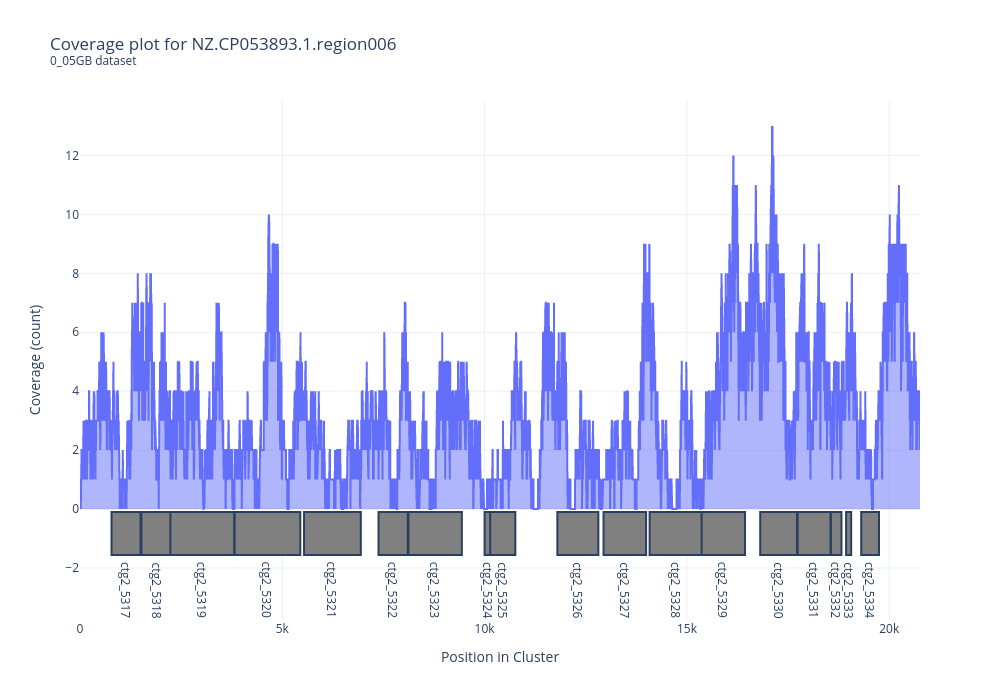 Coverage plot for NZ.CP053893.1.region006
0_05GB dataset
12
10
8
6
4
2
0
−2
Coverage (count)
ctg2_5317
ctg2_5318
ctg2_5319
ctg2_5320
ctg2_5321
ctg2_5322
ctg2_5323
ctg2_5324
ctg2_5325
ctg2_5326
ctg2_5327
ctg2_5328
ctg2_5329
ctg2_5330
ctg2_5331
ctg2_5332
ctg2_5333
ctg2_5334
0
5k
10k
15k
20k
Position in Cluster